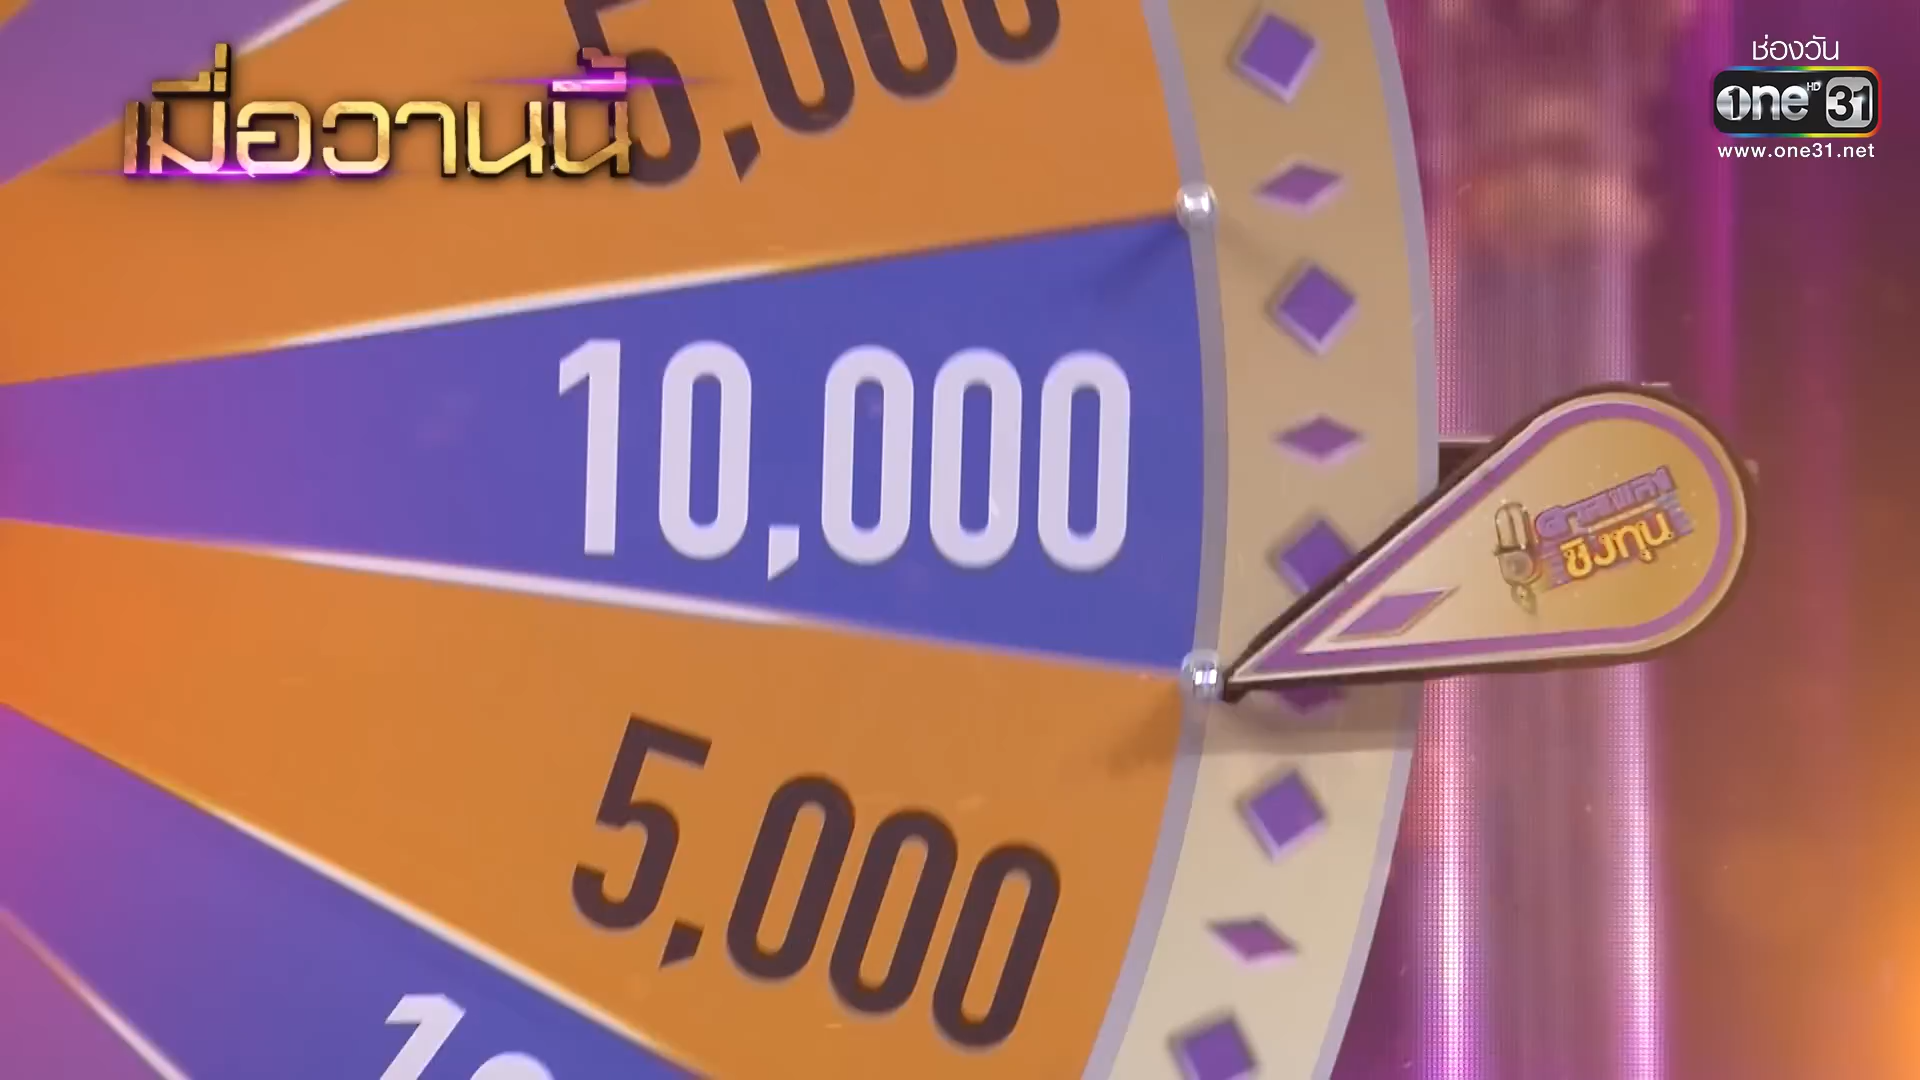 5,000
เมื่อวานนี้
ช่องวัน
one HD 31
www.one31.net
10,000
ดวลเพลง
ชิงทุน
5,000
10